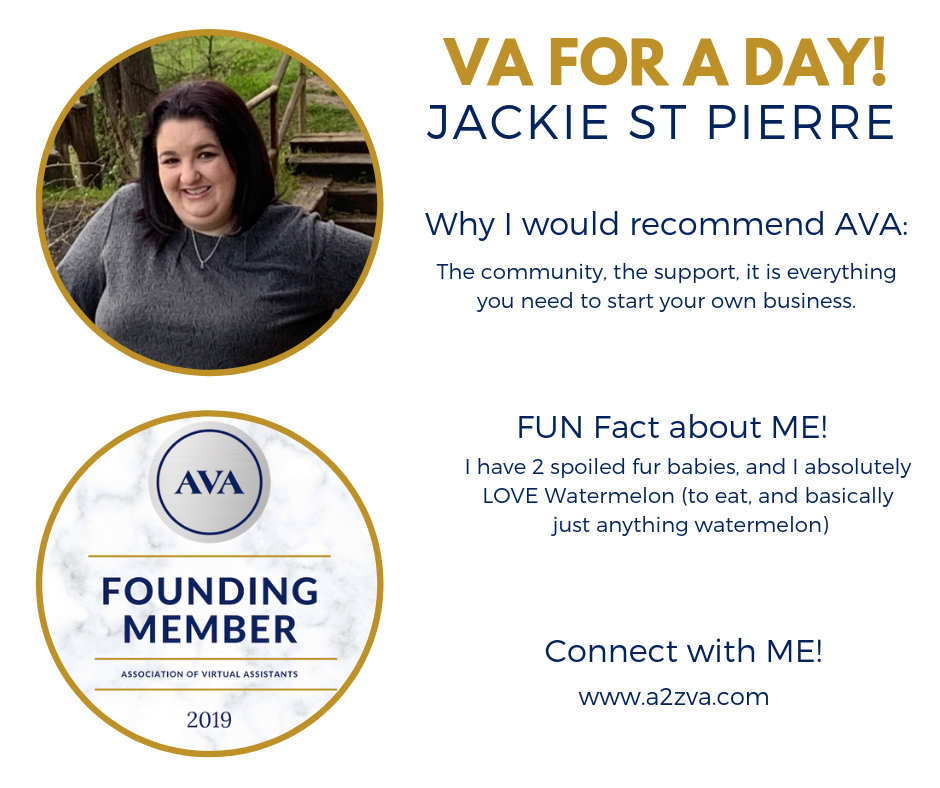 VA FOR A DAY!
JACKIE ST PIERRE
Why I would recommend AVA:
The community, the support, it is everything
you need to start your own business.
FUN Fact about ME!
I have 2 spoiled fur babies, and I absolutely
LOVE Watermelon (to eat, and basically
just anything watermelon)
Connect with ME!
www.a2zva.com
AVA
FOUNDING
MEMBER
ASSOCIATION OF VIRTUAL ASSISTANTS
2019